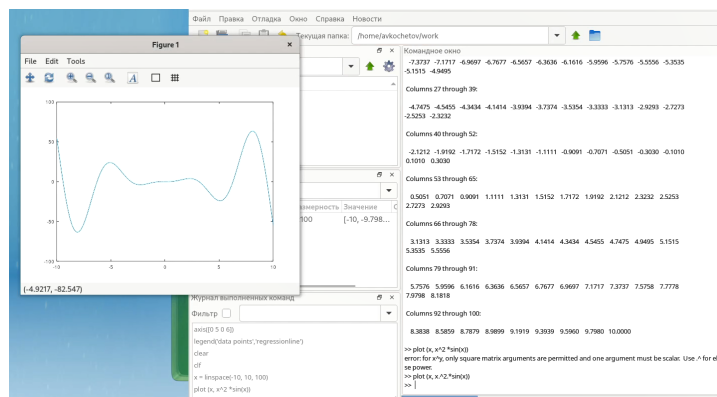 Файл Правка Отладка Окно Справка Новости
Текущая папка: /home/avkochetov/work
Figure 1
File Edit Tools
A
100
50
0
-50
-100
-10 -5 0 5 10
(-4.9217, -82.547)
Значение
100 [-10, -9.798...
Журнал выполненных команд
Фильтр
axis([0 5 0 6])
legend('data points','regressionline')
clear
clf
x = linspace(-10, 10, 100)
plot (x, x^2 *sin(x))
Командное окно
-7.3737 -7.1717 -6.9697 -6.7677 -6.5657 -6.3636 -6.1616 -5.9596 -5.7576 -5.5556 -5.3535
-5.1515 -4.9495
Columns 27 through 39:
-4.7475 -4.5455 -4.3434 -4.1414 -3.9394 -3.7374 -3.5354 -3.3333 -3.1313 -2.9293 -2.7273
-2.5253 -2.3232
Columns 40 through 52:
-2.1212 -1.9192 -1.7172 -1.5152 -1.3131 -1.1111 -0.9091 -0.7071 -0.5051 -0.3030 -0.1010
0.1010 0.3030
Columns 53 through 65:
0.5051 0.7071 0.9091 1.1111 1.3131 1.5152 1.7172 1.9192 2.1212 2.3232 2.5253
2.7273 2.9293
Columns 66 through 78:
3.1313 3.3333 3.5354 3.7374 3.9394 4.1414 4.3434 4.5455 4.7475 4.9495 5.1515
5.3535 5.5556
Columns 79 through 91:
5.7576 5.9596 6.1616 6.3636 6.5657 6.7677 6.9697 7.1717 7.3737 7.5758 7.7778
7.9798 8.1818
Columns 92 through 100:
8.3838 8.5859 8.7879 8.9899 9.1919 9.3939 9.5960 9.7980 10.0000
>> plot (x, x^2 *sin(x))
error: for x^y, only square matrix arguments are permitted and one argument must be scalar. Use .^ for el
se power.
>> plot (x, x.^2.*sin(x))
>>